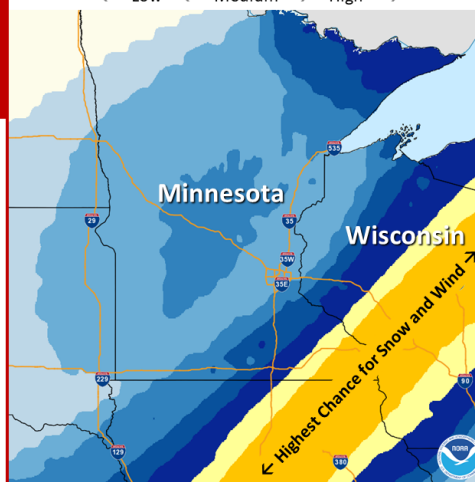 Low Medium High
Minnesota
Wisconsin
535
29
35
35W
35E
Highest Chance for Snow and Wind
229
90
129
380
NOAA